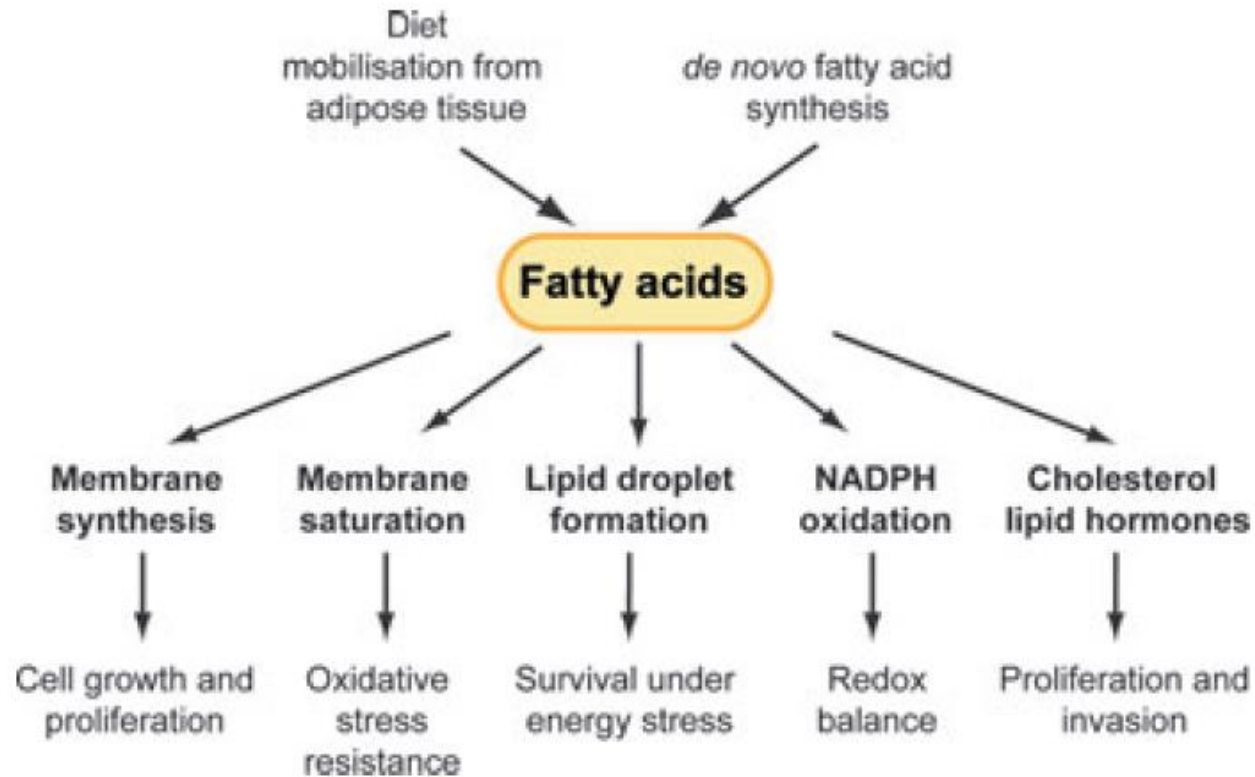 Diet
mobilisation from
adipose tissue
de novo fatty acid
synthesis
Fatty acids
Membrane
synthesis
Membrane
saturation
Lipid droplet
formation
NADPH
oxidation
Cholesterol
lipid hormones
Cell growth and
proliferation
Oxidative
stress
resistance
Survival under
energy stress
Redox
balance
Proliferation and
invasion